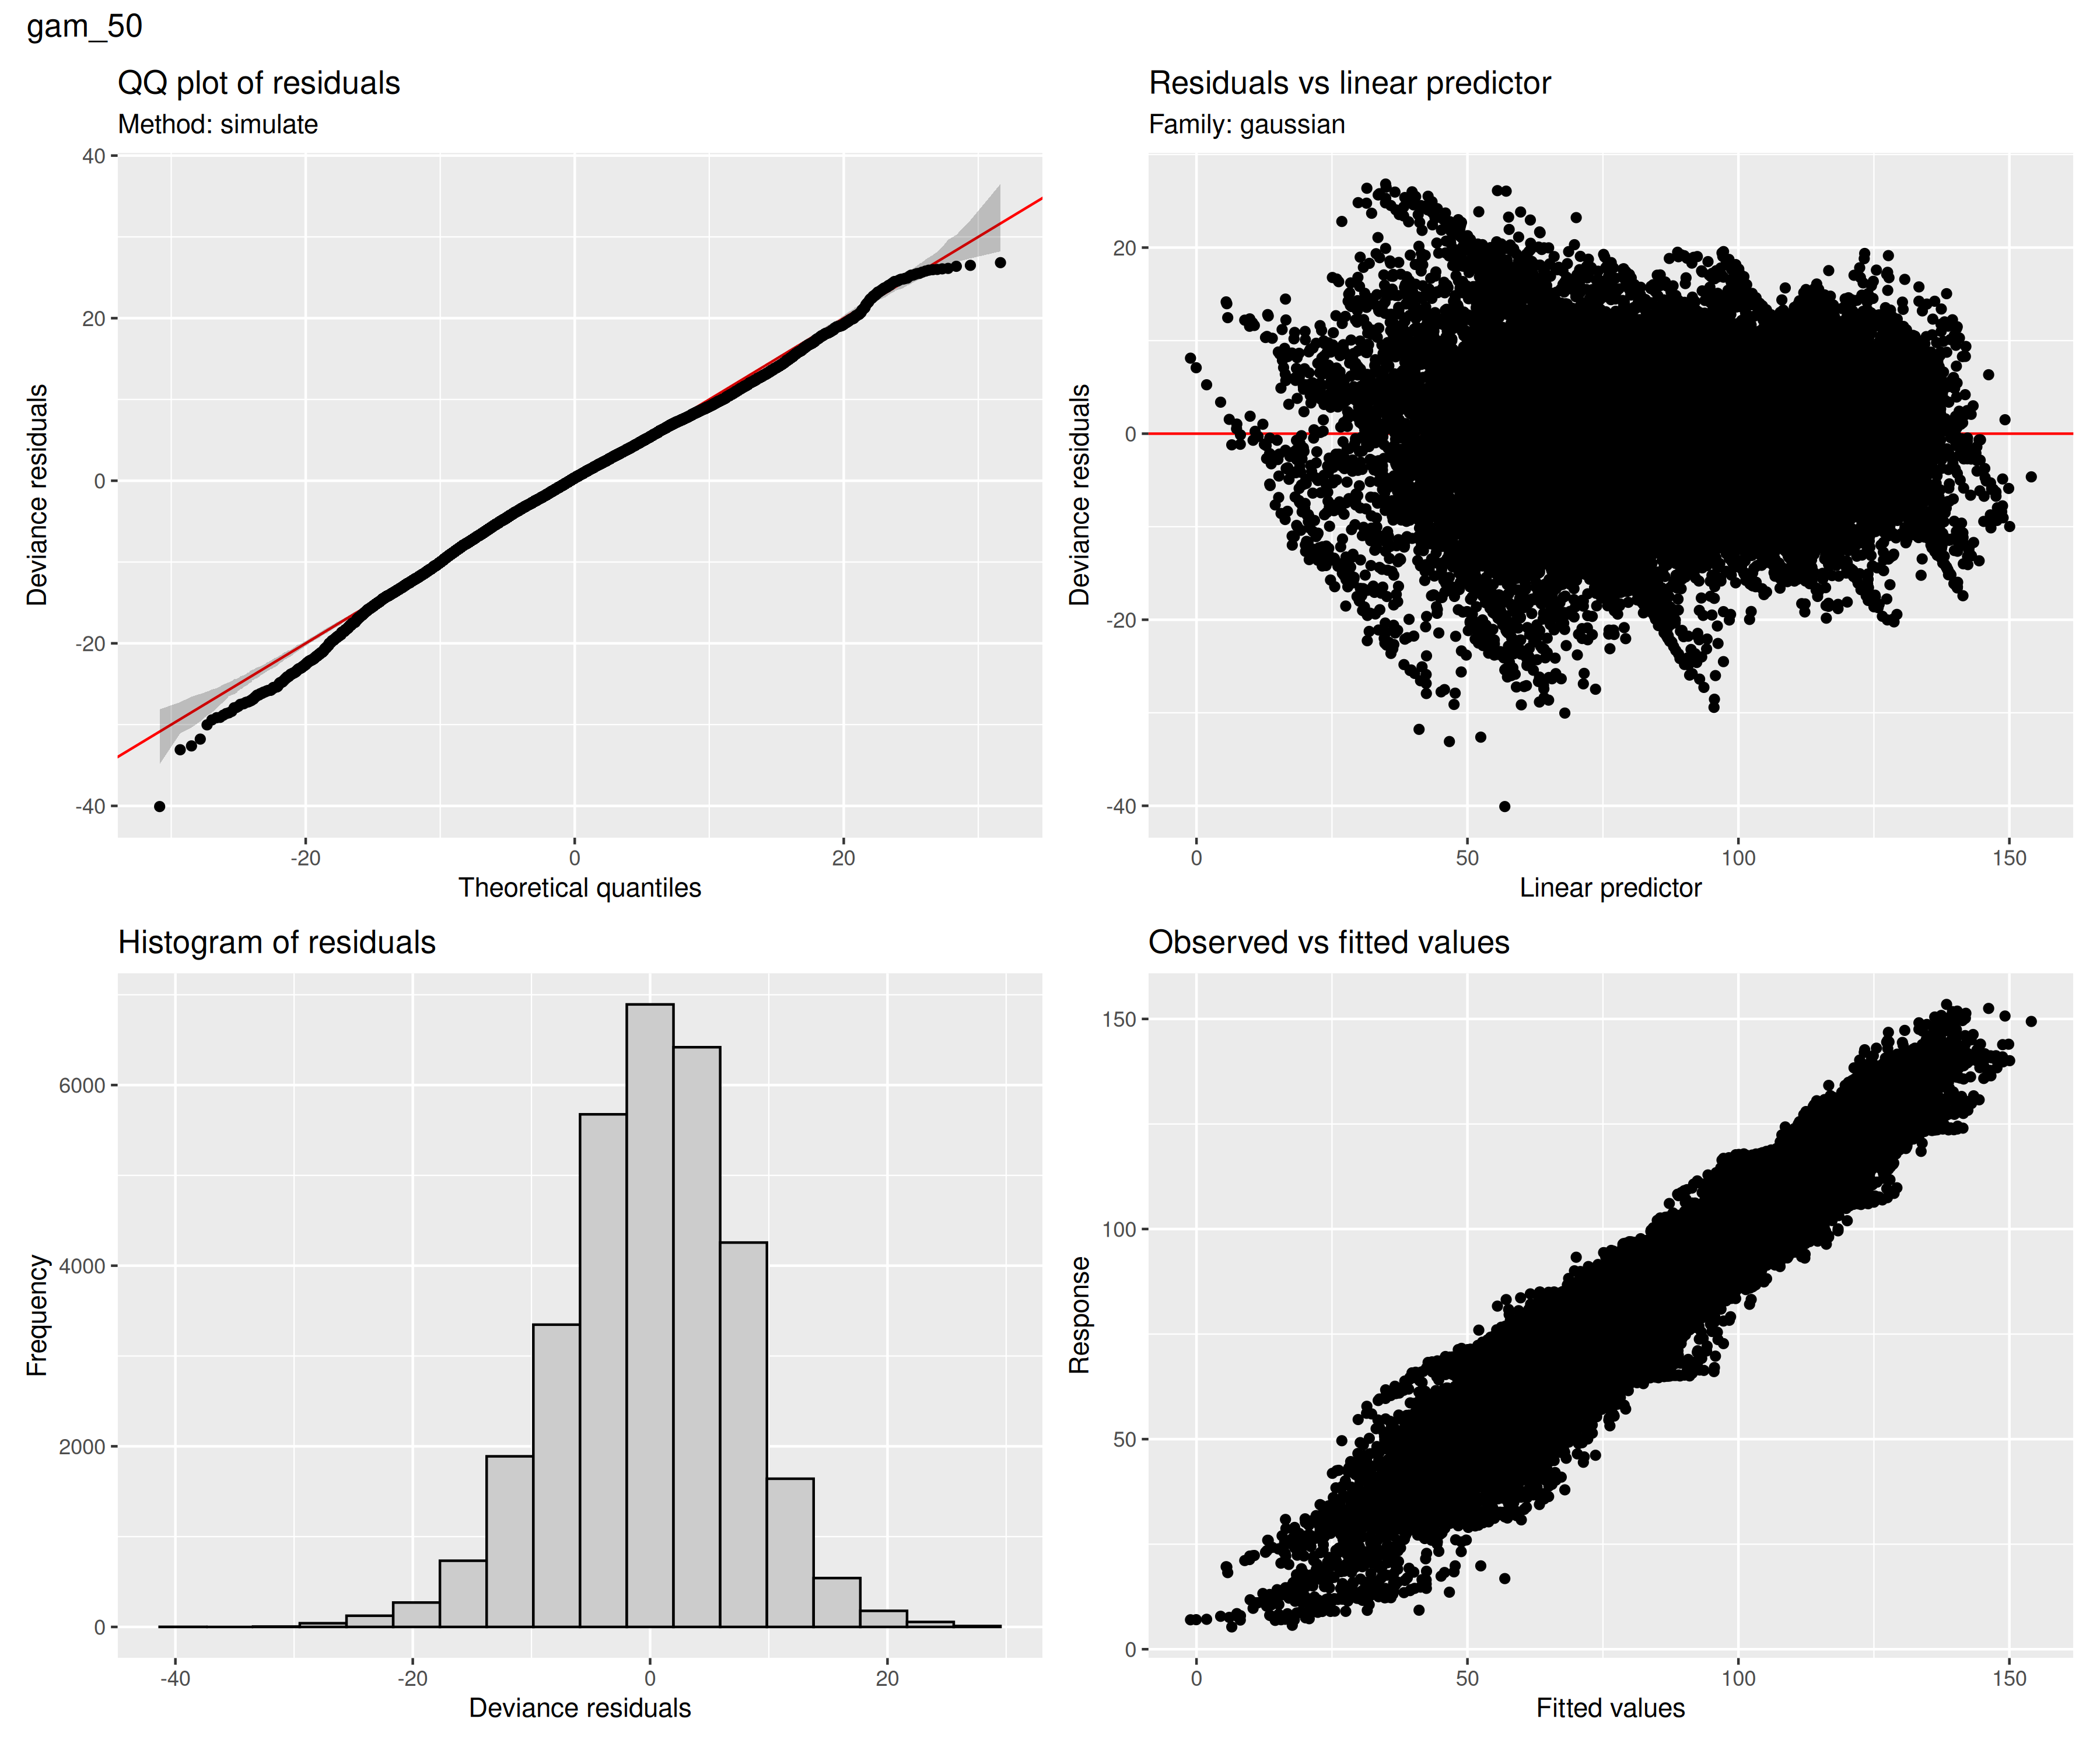 gam_50
QQ plot of residuals
Method: simulate
40
20
0
-20
-40
-20
0
20
Deviance residuals
Theoretical quantiles
Residuals vs linear predictor
Family: gaussian
20
0
-20
-40
0
50
100
150
Deviance residuals
Linear predictor
Histogram of residuals
6000
4000
2000
0
-40
-20
0
20
Frequency
Deviance residuals
Observed vs fitted values
150
100
50
0
0
50
100
150
Response
Fitted values